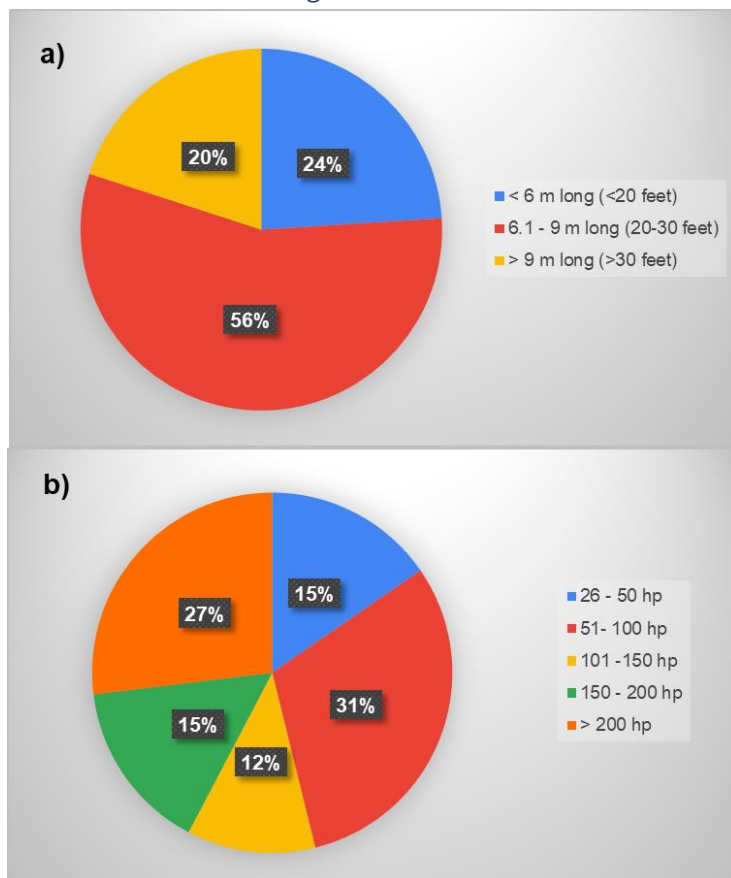 a)
20%
24%
56%
< 6 m long (<20 feet)
6.1 - 9 m long (20-30 feet)
> 9 m long (>30 feet)
b)
27%
15%
31%
15%
12%
26 - 50 hp
51- 100 hp
101 -150 hp
150 - 200 hp
> 200 hp